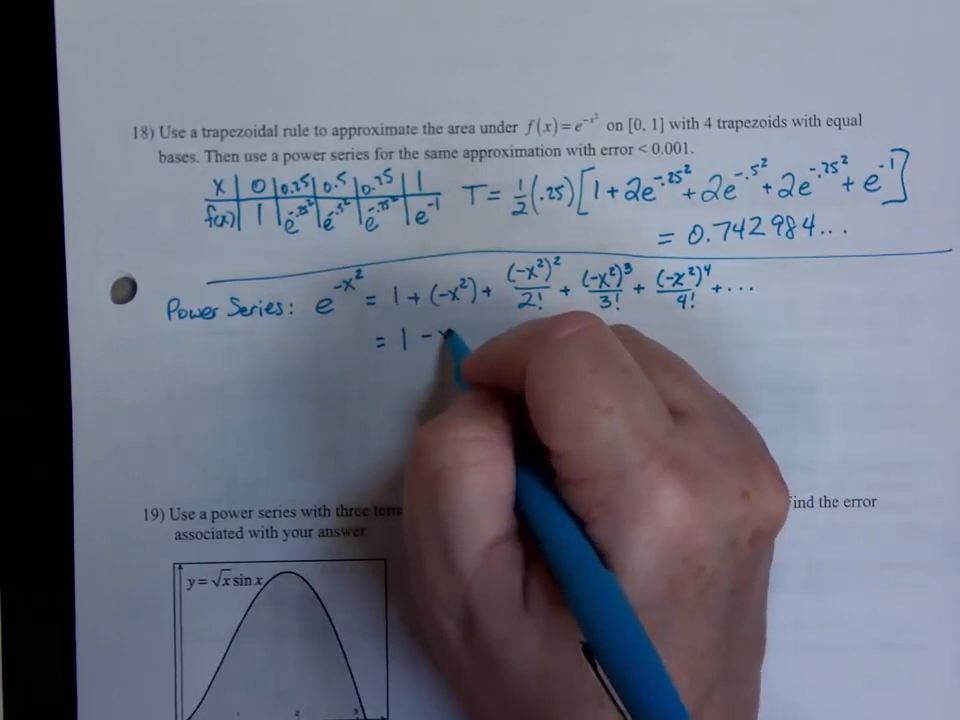 18) Use a trapezoidal rule to approximate the area under f(x) = e^{-x^2} on [0, 1] with 4 trapezoids with equal
bases. Then use a power series for the same approximation with error < 0.001.
x | 0 | 0.25 | 0.5 | 0.75 | 1
f(x) | 1 | e^{-.25^2} | e^{-.5^2} | e^{-.75^2} | e^{-1}
T = 1/2 (.25) [1 + 2e^{-.25^2} + 2e^{-.5^2} + 2e^{-.75^2} + e^{-1}]
= 0.742984...
Power Series: e^{-x^2} = 1 + (-x^2) + (-x^2)^2/2! + (-x^2)^3/3! + (-x^2)^4/4! + ...
= 1 - x
19) Use a power series with three terms
ind the error
associated with your answer
y = √x sin x
2
3